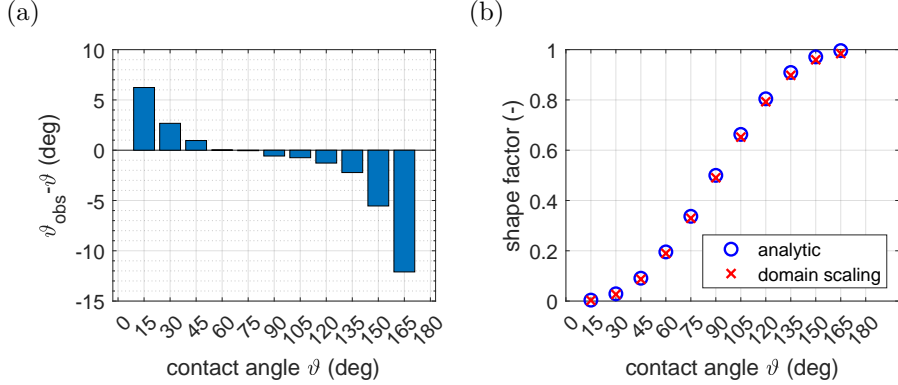 (a)
10
5
0
-5
-10
-15
ϑobs-ϑ (deg)
0 15 30 45 60 75 90 105 120 135 150 165 180
contact angle ϑ (deg)
(b)
1
0.8
0.6
0.4
0.2
0
shape factor (-)
analytic
domain scaling
0 15 30 45 60 75 90 105 120 135 150 165 180
contact angle ϑ (deg)